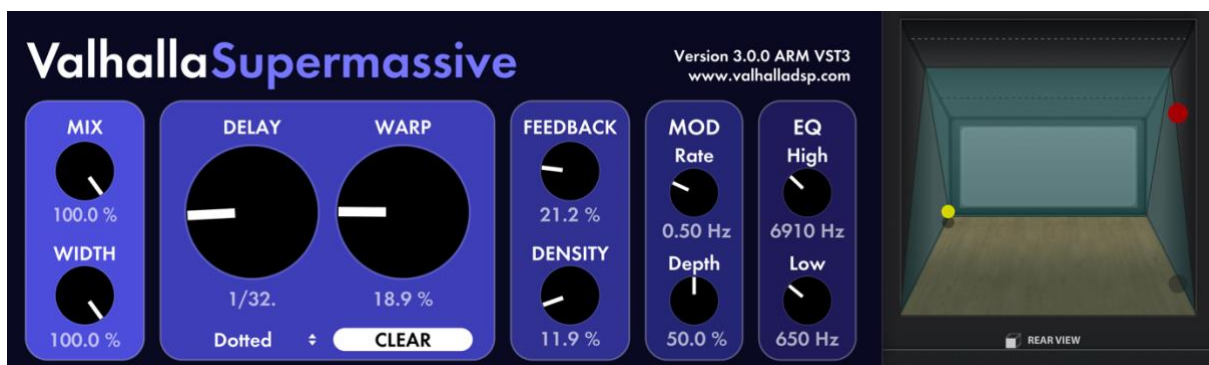 ValhallaSupermassive
Version 3.0.0 ARM VST3
www.valhalladsp.com
MIX
100.0 %
WIDTH
100.0 %
DELAY
1/32.
Dotted
WARP
18.9 %
CLEAR
FEEDBACK
21.2 %
DENSITY
11.9 %
MOD
Rate
0.50 Hz
Depth
50.0 %
EQ
High
6910 Hz
Low
650 Hz
REAR VIEW